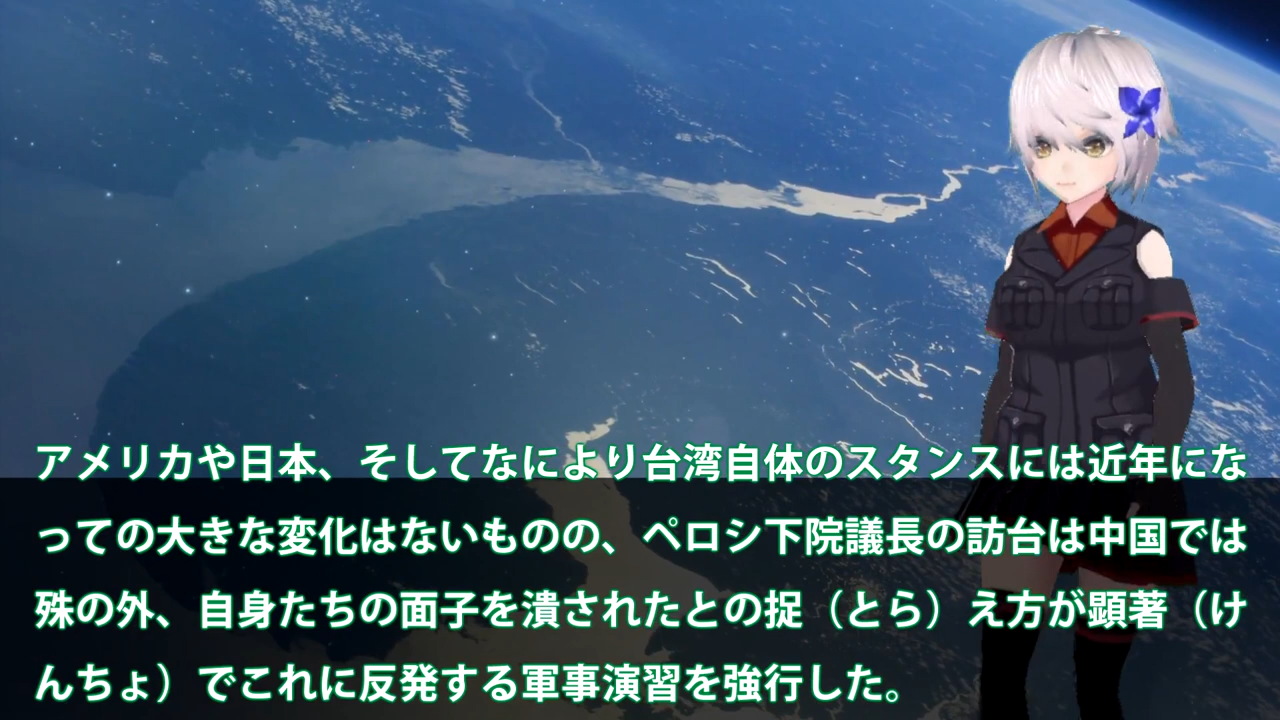 アメリカや日本、そしてなにより台湾自体のスタンスには近年にな
っての大きな変化はないものの、ペロシ下院議長の訪台は中国では
殊の外、自身たちの面子を潰されたとの捉（とら）え方が顕著（け
んちょ）でこれに反発する軍事演習を強行した。